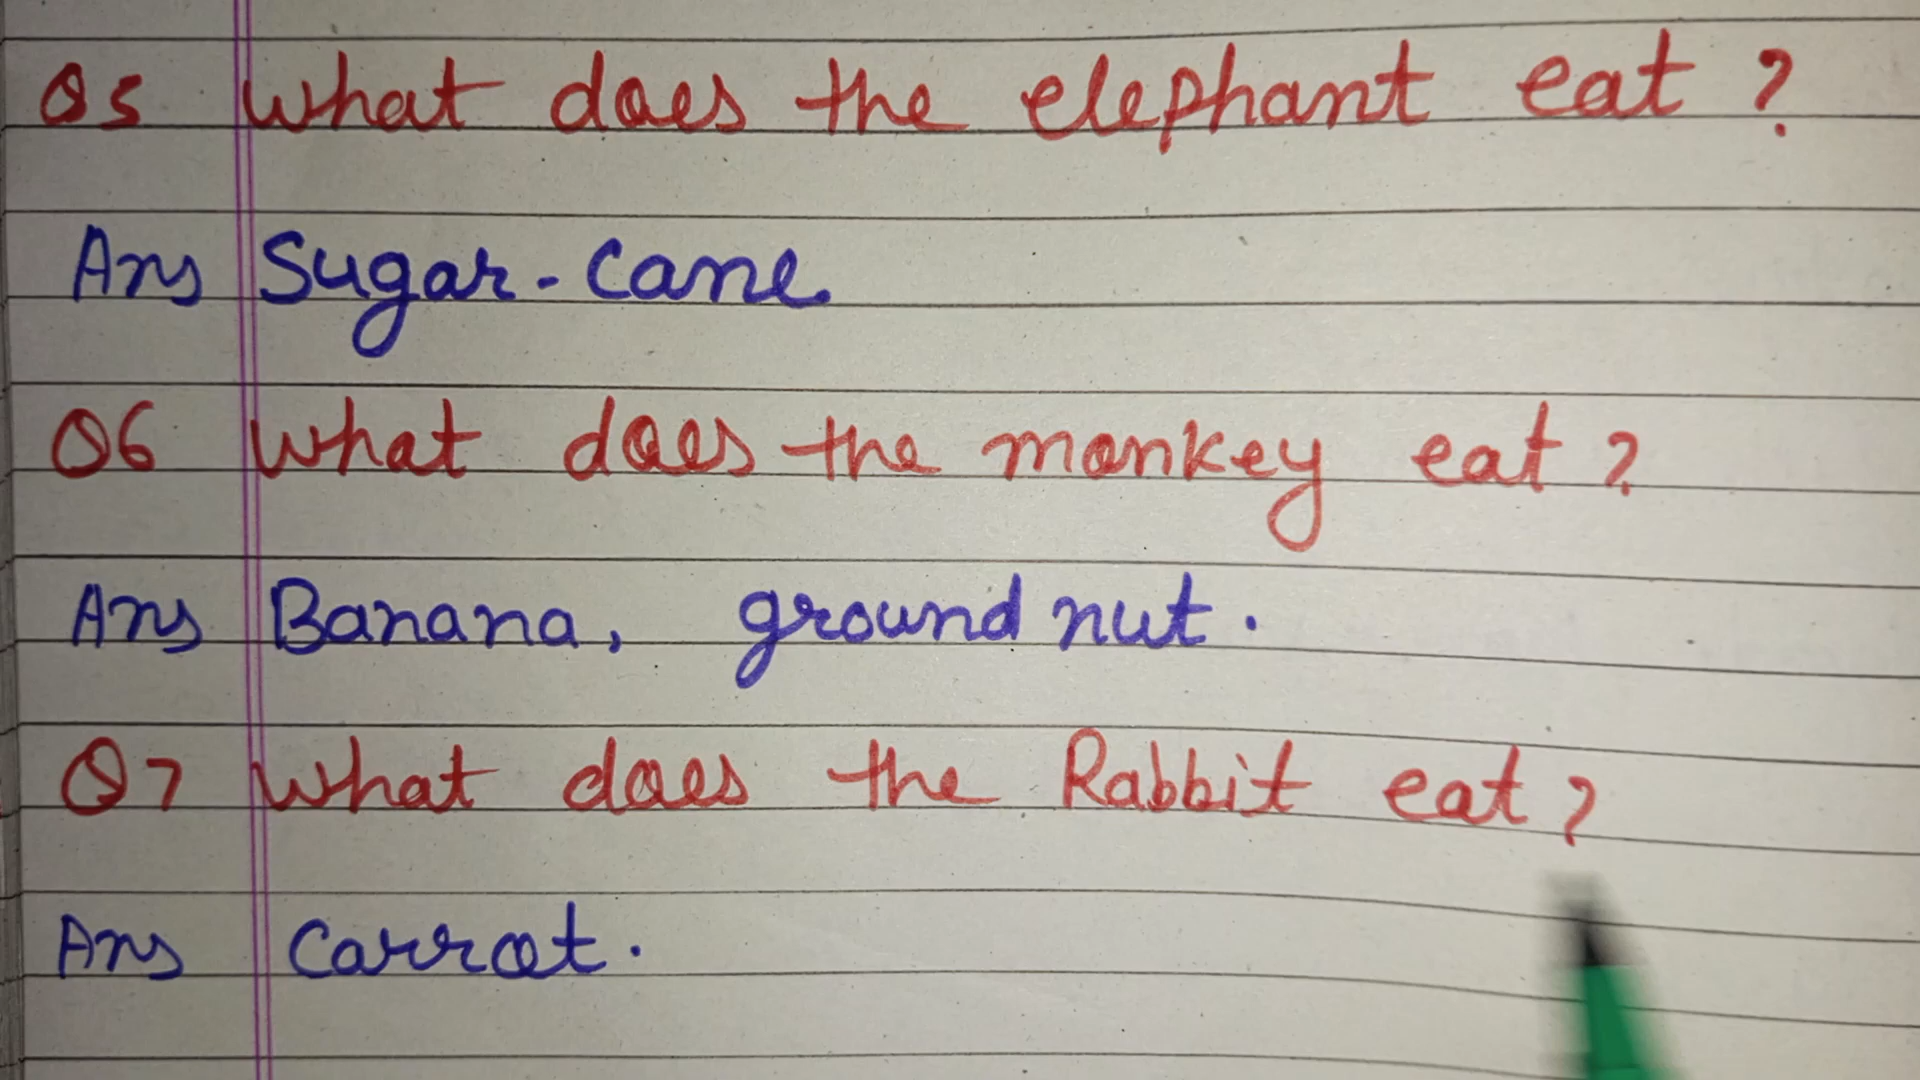 Q5 What does the elephant eat ?
Ans Sugar-cane.
Q6 What does the monkey eat ?
Ans Banana, ground nut.
Q7 What does the Rabbit eat ?
Ans Carrot.